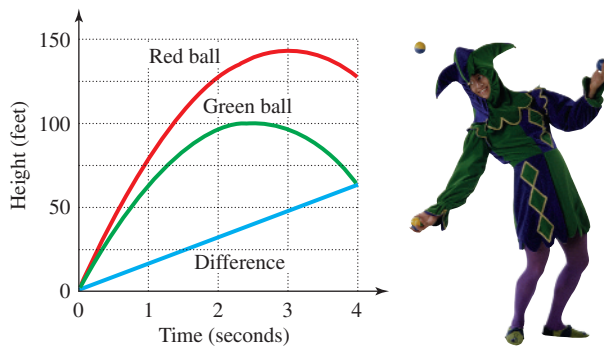 150
Red ball
Green ball
100
50
Difference
0
0 1 2 3 4
Time (seconds)
Height (feet)